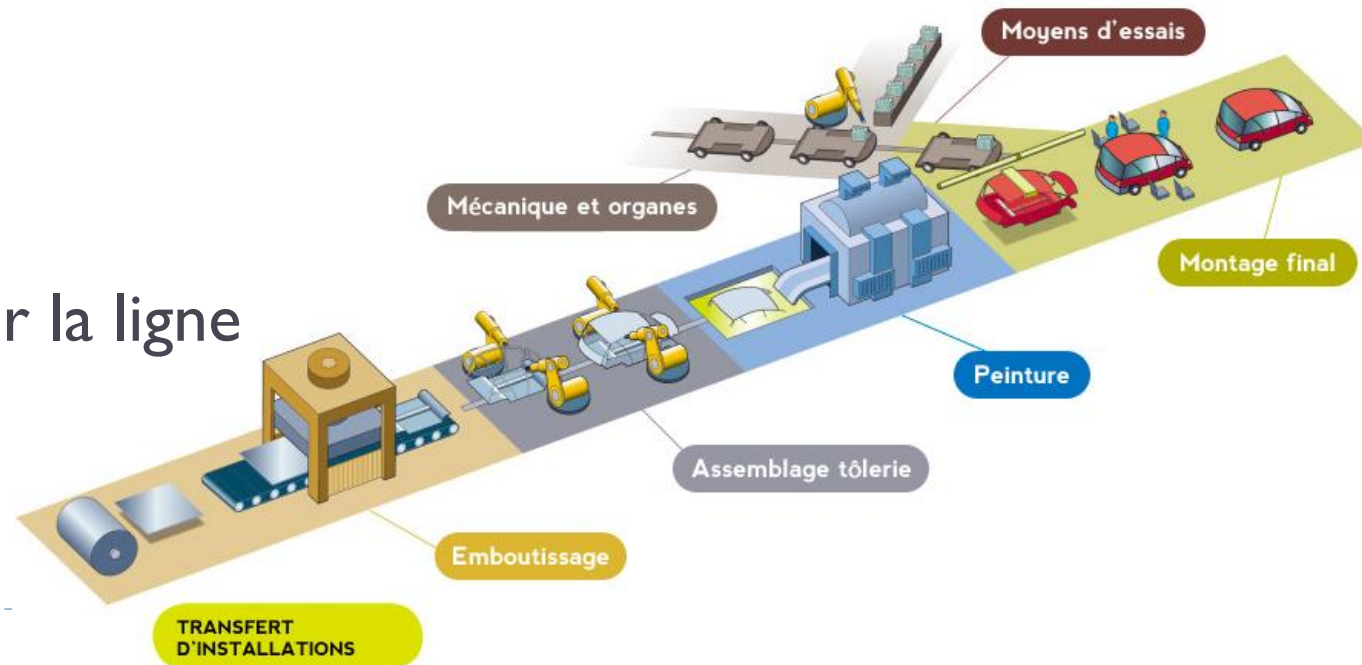 Moyens d'essais
Mécanique et organes
Montage final
r la ligne
Peinture
Assemblage tôlerie
Emboutissage
TRANSFERT
D'INSTALLATIONS